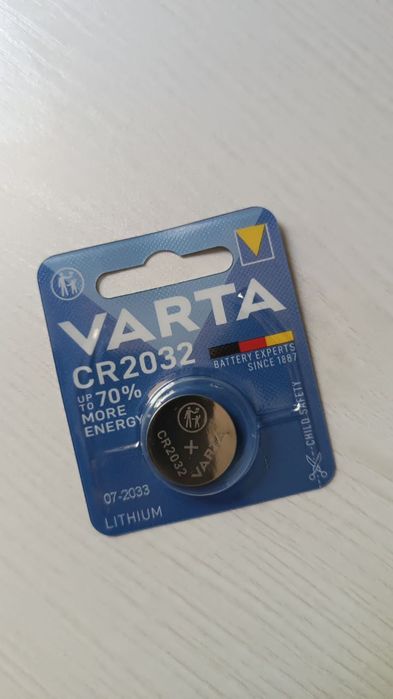 VARTA
CR2032
BATTERY EXPERTS
SINCE 1887
UP TO 70%
MORE
ENERGY
CR2032
+
VARTA
CHILD SAFETY
07-2033
LITHIUM